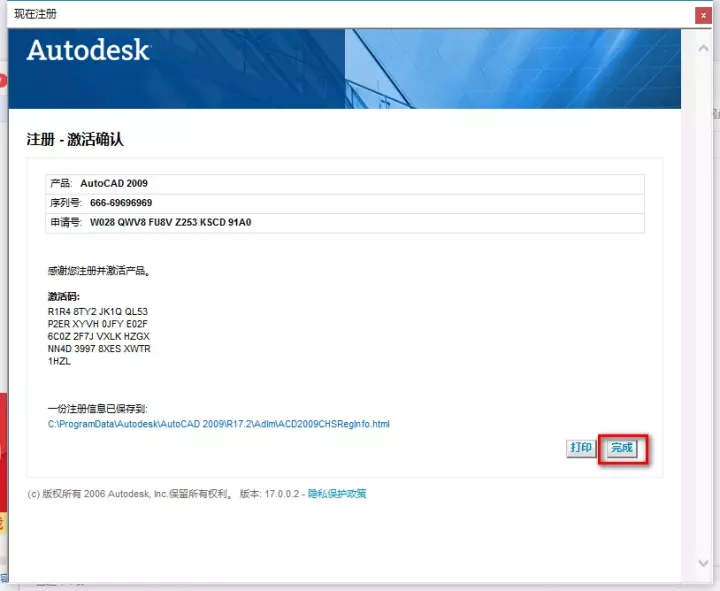 现在注册
Autodesk
注册 - 激活确认
产品: AutoCAD 2009
序列号: 666-69696969
申请号: W028 QWV8 FU8V Z253 KSCD 91A0
感谢您注册并激活产品。
激活码:
R1R4 8TY2 JK1Q QL53
P2ER XYVH 0JFY E02F
6C0Z 2F7J VXLK HZGX
NN4D 3997 8XES XWTR
1HZL
一份注册信息已保存到:
C:\ProgramData\Autodesk\AutoCAD 2009\R17.2\Adlm\ACD2009CHSRegInfo.html
打印 完成
(c) 版权所有 2006 Autodesk, Inc.保留所有权利。 版本: 17.0.0.2 - 隐私保护政策